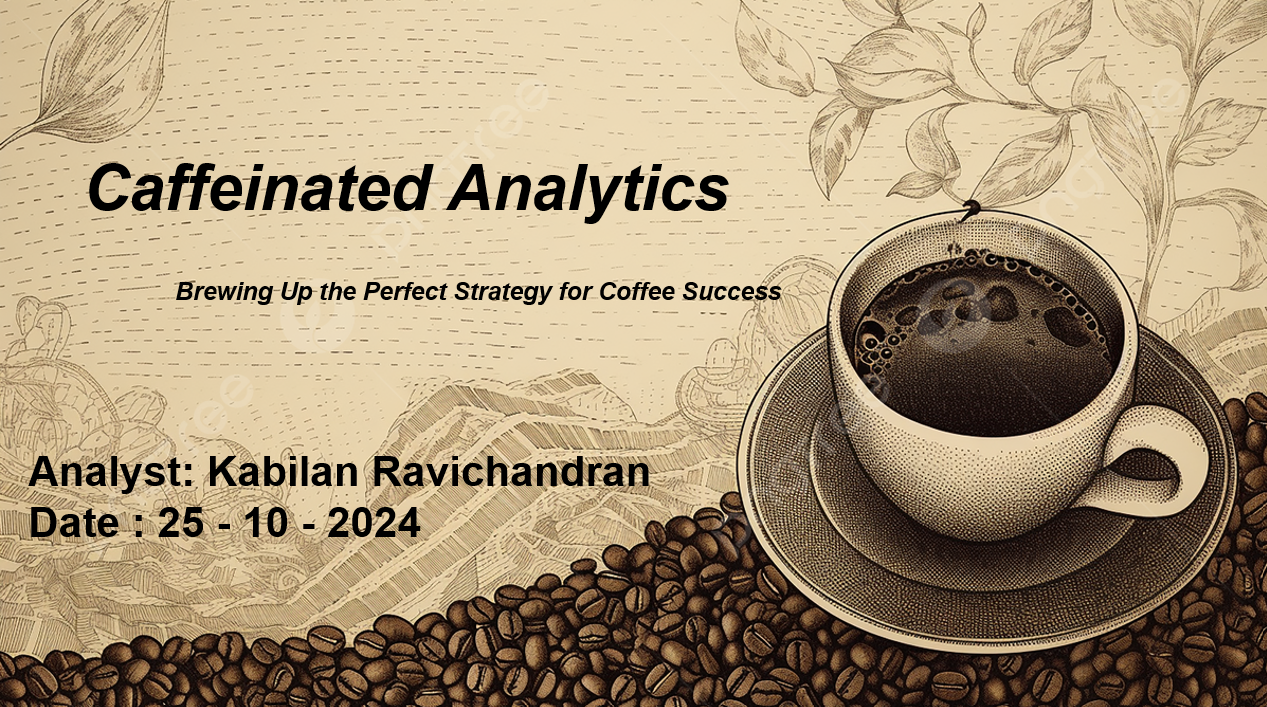 Caffeinated Analytics
Brewing Up the Perfect Strategy for Coffee Success
Analyst: Kabilan Ravichandran
Date : 25 - 10 - 2024